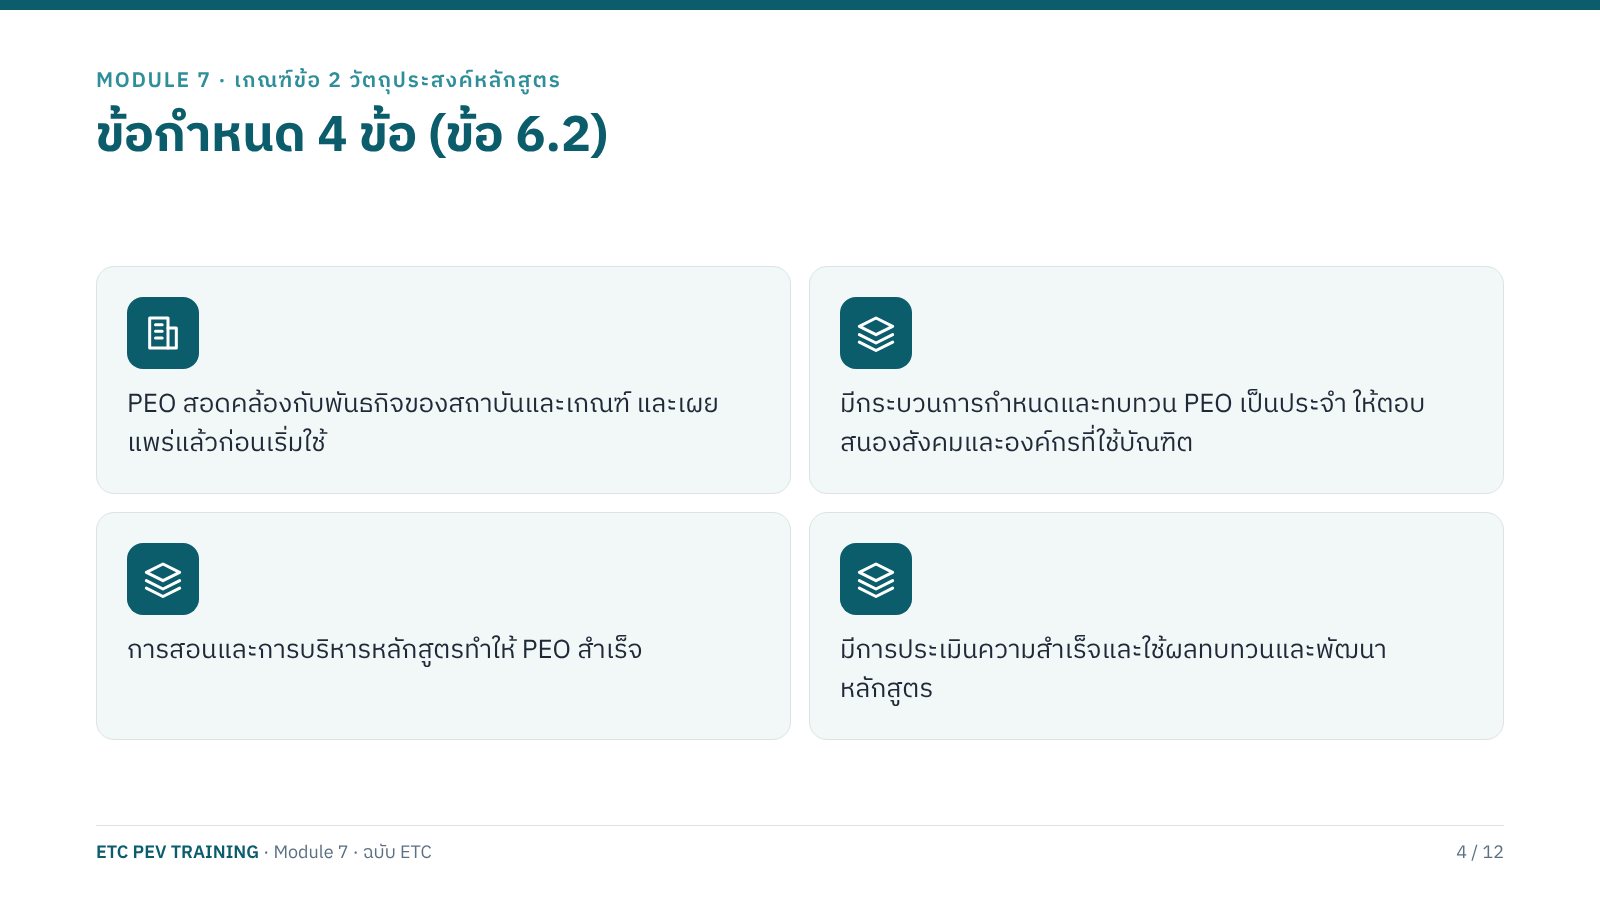 MODULE 7 · เกณฑ์ข้อ 2 วัตถุประสงค์หลักสูตร
ข้อกำหนด 4 ข้อ (ข้อ 6.2)
PEO สอดคล้องกับพันธกิจของสถาบันและเกณฑ์ และเผย
แพร่แล้วก่อนเริ่มใช้
มีกระบวนการกำหนดและทบทวน PEO เป็นประจำ ให้ตอบ
สนองสังคมและองค์กรที่ใช้บัณฑิต
การสอนและการบริหารหลักสูตรทำให้ PEO สำเร็จ
มีการประเมินความสำเร็จและใช้ผลทบทวนและพัฒนา
หลักสูตร
ETC PEV TRAINING · Module 7 · ฉบับ ETC
4 / 12